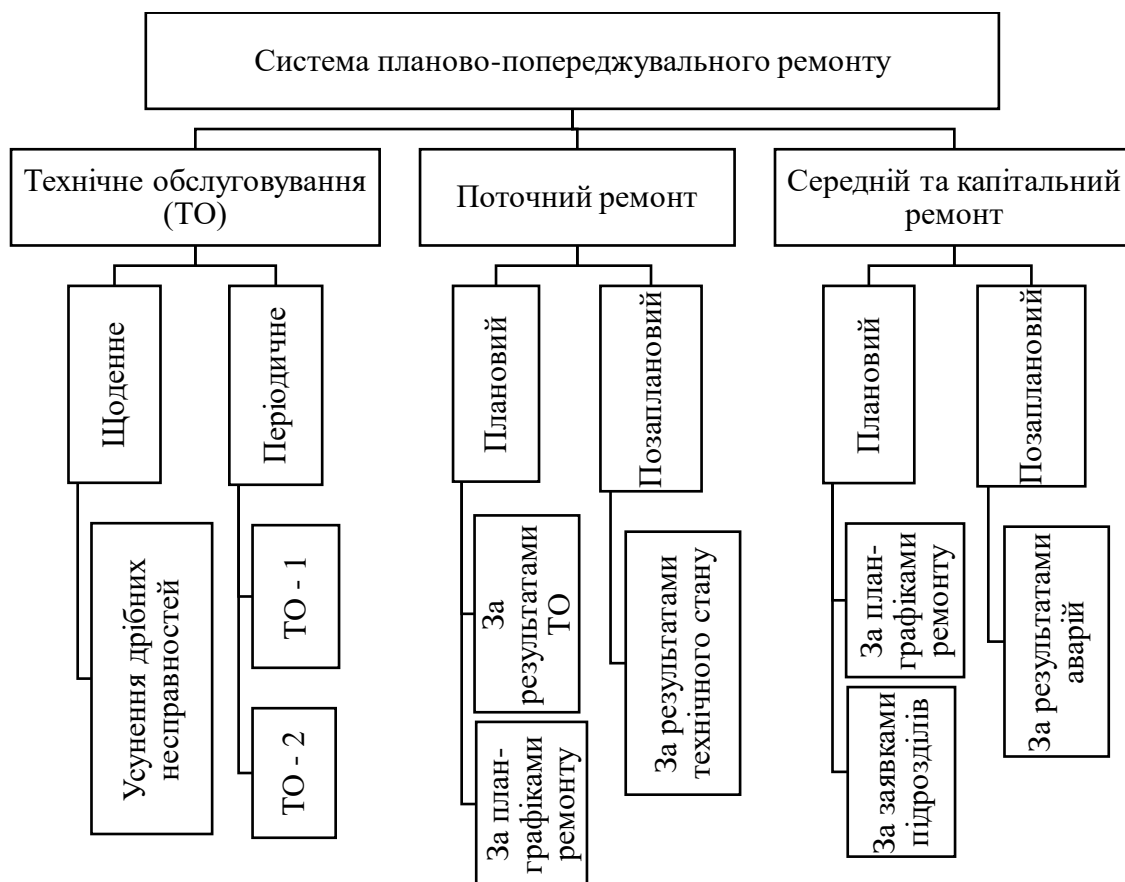 Система планово-попереджувального ремонту
Технічне обслуговування
(ТО)
Поточний ремонт
Середній та капітальний
ремонт
Щоденне
Періодичне
Плановий
Позаплановий
Плановий
Позаплановий
Усунення дрібних
несправностей
ТО - 1
ТО - 2
За
результатами
ТО
За план-
графіками
ремонту
За результатами
технічного стану
За план-
графіками
ремонту
За заявками
підрозділів
За результатами
аварій